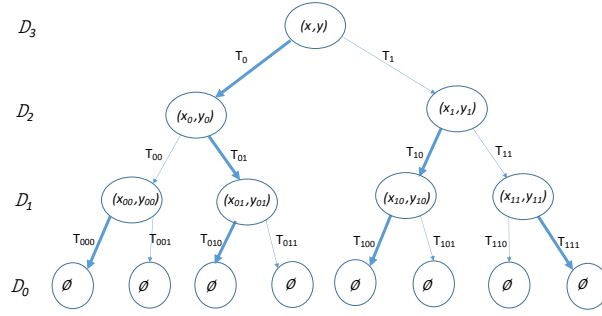 D₃ (x,y)
T₀ T₁
D₂ (x₀,y₀) (x₁,y₁)
T₀₀ T₀₁ T₁₀ T₁₁
D₁ (x₀₀,y₀₀) (x₀₁,y₀₁) (x₁₀,y₁₀) (x₁₁,y₁₁)
T₀₀₀ T₀₀₁ T₀₁₀ T₀₁₁ T₁₀₀ T₁₀₁ T₁₁₀ T₁₁₁
D₀ Ø Ø Ø Ø Ø Ø Ø Ø